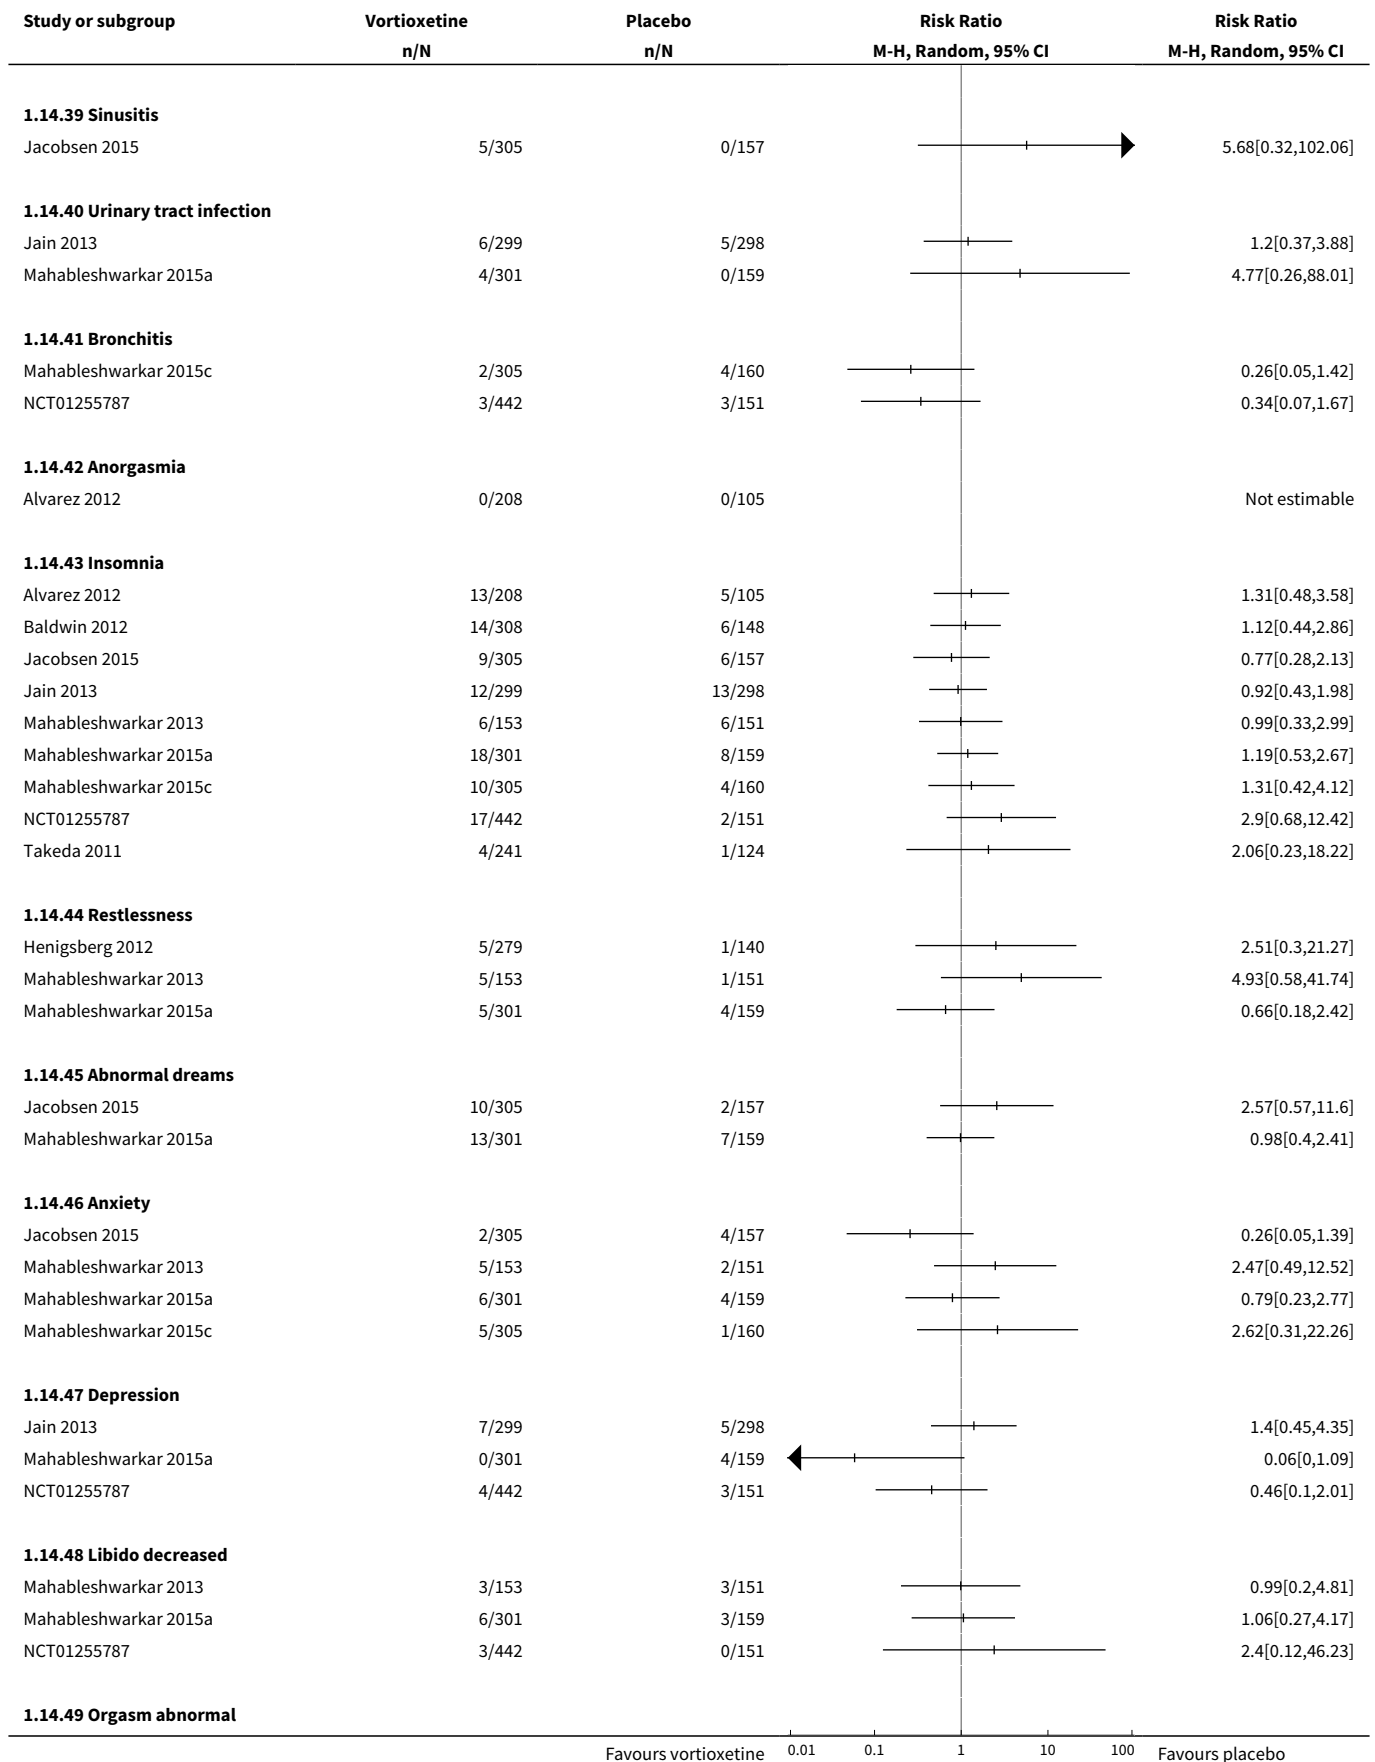 Study or subgroup Vortioxetine Placebo Risk Ratio Risk Ratio
n/N n/N M-H, Random, 95% CI M-H, Random, 95% CI
1.14.39 Sinusitis
Jacobsen 2015 5/305 0/157 5.68[0.32,102.06]
1.14.40 Urinary tract infection
Jain 2013 6/299 5/298 1.2[0.37,3.88]
Mahableshwarkar 2015a 4/301 0/159 4.77[0.26,88.01]
1.14.41 Bronchitis
Mahableshwarkar 2015c 2/305 4/160 0.26[0.05,1.42]
NCT01255787 3/442 3/151 0.34[0.07,1.67]
1.14.42 Anorgasmia
Alvarez 2012 0/208 0/105 Not estimable
1.14.43 Insomnia
Alvarez 2012 13/208 5/105 1.31[0.48,3.58]
Baldwin 2012 14/308 6/148 1.12[0.44,2.86]
Jacobsen 2015 9/305 6/157 0.77[0.28,2.13]
Jain 2013 12/299 13/298 0.92[0.43,1.98]
Mahableshwarkar 2013 6/153 6/151 0.99[0.33,2.99]
Mahableshwarkar 2015a 18/301 8/159 1.19[0.53,2.67]
Mahableshwarkar 2015c 10/305 4/160 1.31[0.42,4.12]
NCT01255787 17/442 2/151 2.9[0.68,12.42]
Takeda 2011 4/241 1/124 2.06[0.23,18.22]
1.14.44 Restlessness
Henigsberg 2012 5/279 1/140 2.51[0.3,21.27]
Mahableshwarkar 2013 5/153 1/151 4.93[0.58,41.74]
Mahableshwarkar 2015a 5/301 4/159 0.66[0.18,2.42]
1.14.45 Abnormal dreams
Jacobsen 2015 10/305 2/157 2.57[0.57,11.6]
Mahableshwarkar 2015a 13/301 7/159 0.98[0.4,2.41]
1.14.46 Anxiety
Jacobsen 2015 2/305 4/157 0.26[0.05,1.39]
Mahableshwarkar 2013 5/153 2/151 2.47[0.49,12.52]
Mahableshwarkar 2015a 6/301 4/159 0.79[0.23,2.77]
Mahableshwarkar 2015c 5/305 1/160 2.62[0.31,22.26]
1.14.47 Depression
Jain 2013 7/299 5/298 1.4[0.45,4.35]
Mahableshwarkar 2015a 0/301 4/159 0.06[0,1.09]
NCT01255787 4/442 3/151 0.46[0.1,2.01]
1.14.48 Libido decreased
Mahableshwarkar 2013 3/153 3/151 0.99[0.2,4.81]
Mahableshwarkar 2015a 6/301 3/159 1.06[0.27,4.17]
NCT01255787 3/442 0/151 2.4[0.12,46.23]
1.14.49 Orgasm abnormal
Favours vortioxetine 0.01 0.1 1 10 100 Favours placebo